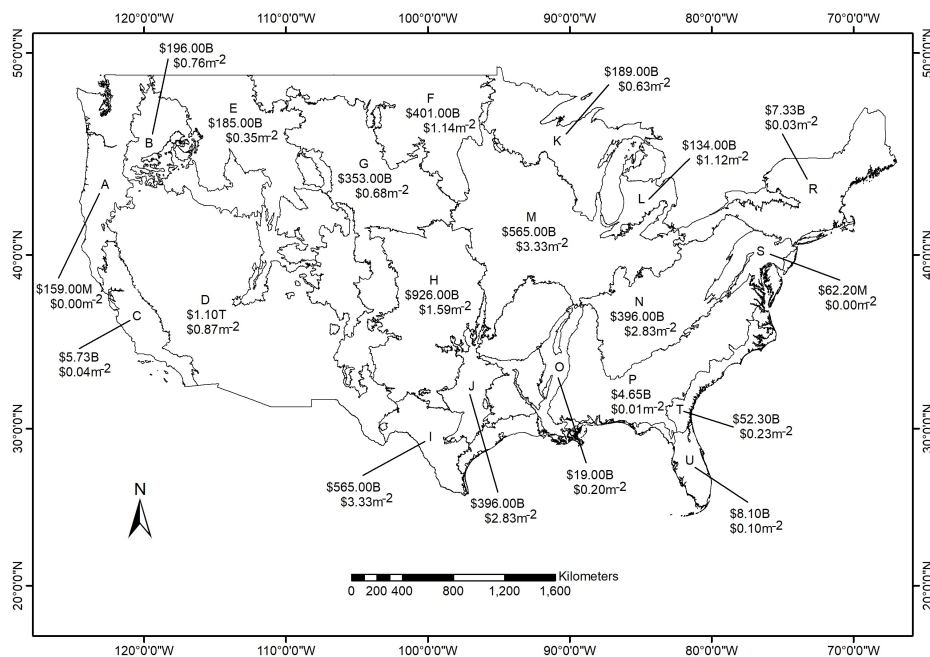 120°0'0"W 110°0'0"W 100°0'0"W 90°0'0"W 80°0'0"W 70°0'0"W
50°0'0"N
50°0'0"N
$196.00B
$0.76m-2
$189.00B
$0.63m-2
E
$185.00B
$0.35m-2
F
$401.00B
$1.14m-2
$7.33B
$0.03m-2
B
K
$134.00B
$1.12m-2
G
$353.00B
$0.68m-2
A
L
R
M
$565.00B
$3.33m-2
40°0'0"N
40°0'0"N
S
$159.00M
$0.00m-2
H
$926.00B
$1.59m-2
$62.20M
$0.00m-2
D
$1.10T
$0.87m-2
N
$396.00B
$2.83m-2
C
$5.73B
$0.04m-2
O
J
P
$4.65B
$0.01m-2
T
$52.30B
$0.23m-2
30°0'0"N
30°0'0"N
I
U
$565.00B
$3.33m-2
$396.00B
$2.83m-2
$19.00B
$0.20m-2
$8.10B
$0.10m-2
N
Kilometers
0 200 400 800 1,200 1,600
20°0'0"N
20°0'0"N
120°0'0"W 110°0'0"W 100°0'0"W 90°0'0"W 80°0'0"W 70°0'0"W